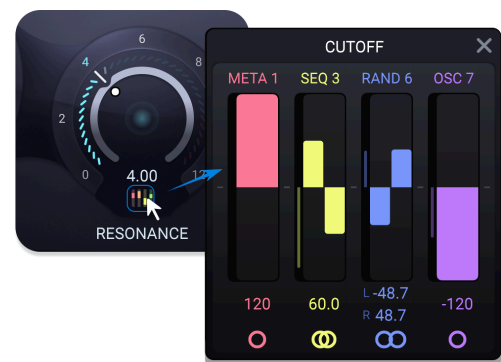 6
4
8
2
0
12
4.00
RESONANCE
CUTOFF
META 1 SEQ 3 RAND 6 OSC 7
120 60.0 L -48.7 -120
R 48.7